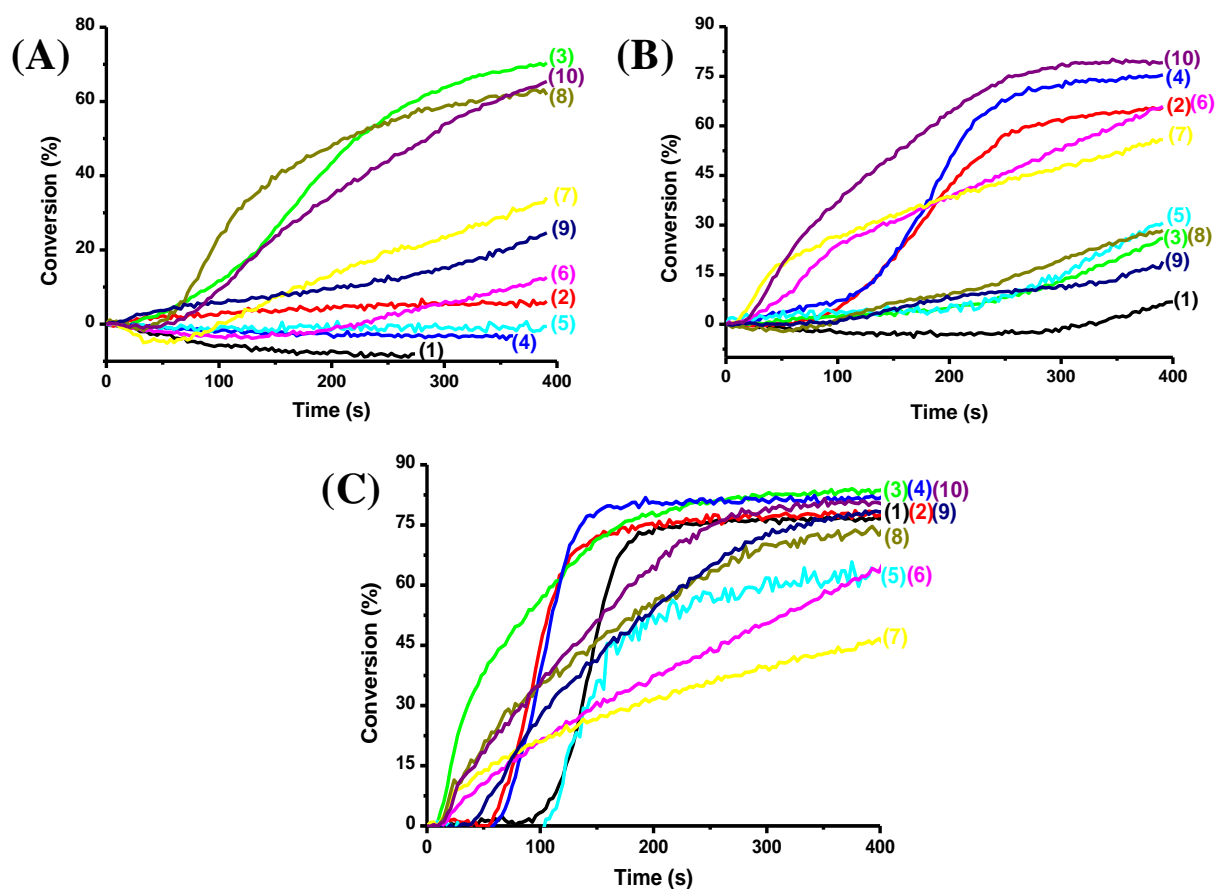 (A)
80
60
40
20
0
Conversion (%)
0 100 200 300 400
Time (s)
(3)
(10)
(8)
(7)
(9)
(6)
(2)
(5)
(4)
(1)
(B)
90
75
60
45
30
15
0
Conversion (%)
0 100 200 300 400
Time (s)
(10)
(4)
(2) (6)
(7)
(5)
(3) (8)
(9)
(1)
(C)
90
75
60
45
30
15
0
Conversion (%)
0 100 200 300 400
Time (s)
(3) (4) (10)
(1) (2) (9)
(8)
(5) (6)
(7)